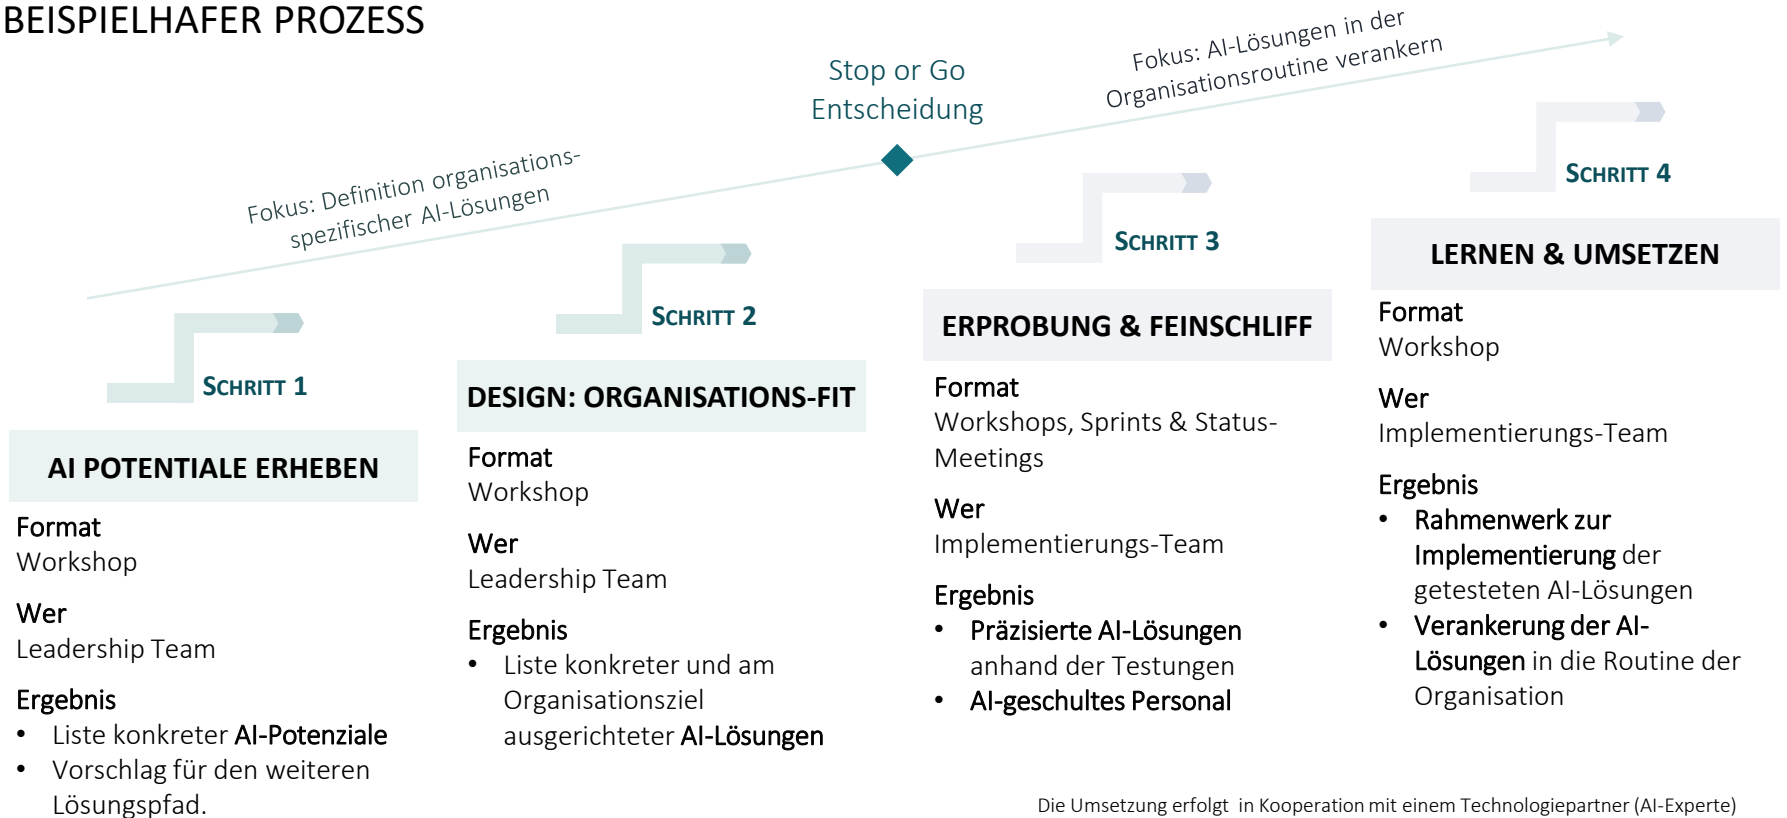 BEISPIELHAFER PROZESS
Fokus: Definition organisations-
spezifischer AI-Lösungen
Stop or Go
Entscheidung
Fokus: AI-Lösungen in der
Organisationsroutine verankern
SCHRITT 1
AI POTENTIALE ERHEBEN
Format
Workshop
Wer
Leadership Team
Ergebnis
• Liste konkreter AI-Potenziale
• Vorschlag für den weiteren
Lösungspfad.
SCHRITT 2
DESIGN: ORGANISATIONS-FIT
Format
Workshop
Wer
Leadership Team
Ergebnis
• Liste konkreter und am
Organisationsziel
ausgerichteter AI-Lösungen
SCHRITT 3
ERPROBUNG & FEINSCHLIFF
Format
Workshops, Sprints & Status-
Meetings
Wer
Implementierungs-Team
Ergebnis
• Präzisierte AI-Lösungen
anhand der Testungen
• AI-geschultes Personal
SCHRITT 4
LERNEN & UMSETZEN
Format
Workshop
Wer
Implementierungs-Team
Ergebnis
• Rahmenwerk zur
Implementierung der
getesteten AI-Lösungen
• Verankerung der AI-
Lösungen in die Routine der
Organisation
Die Umsetzung erfolgt in Kooperation mit einem Technologiepartner (AI-Experte)